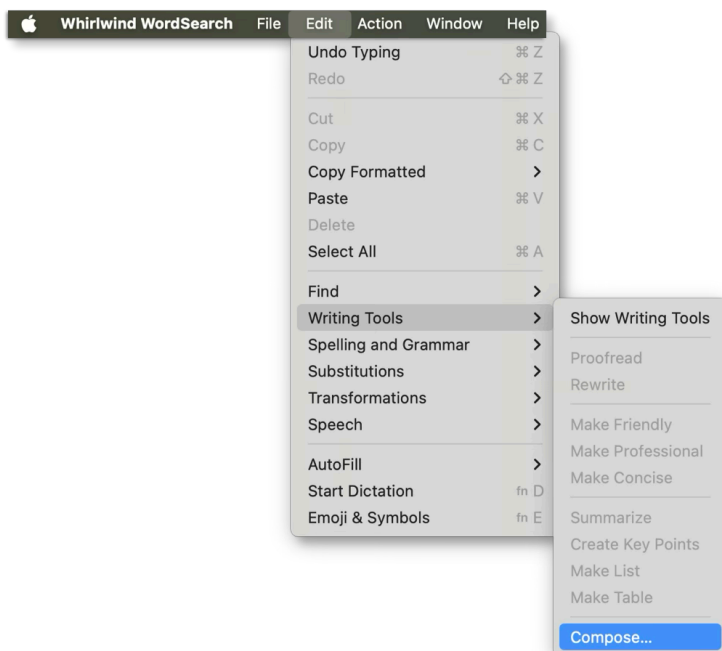 Whirlwind WordSearch File Edit Action Window Help
Undo Typing ⌘ Z
Redo ⇧ ⌘ Z
Cut ⌘ X
Copy ⌘ C
Copy Formatted
Paste ⌘ V
Delete
Select All ⌘ A
Find
Writing Tools
Spelling and Grammar
Substitutions
Transformations
Speech
AutoFill
Start Dictation fn D
Emoji & Symbols fn E
Show Writing Tools
Proofread
Rewrite
Make Friendly
Make Professional
Make Concise
Summarize
Create Key Points
Make List
Make Table
Compose...